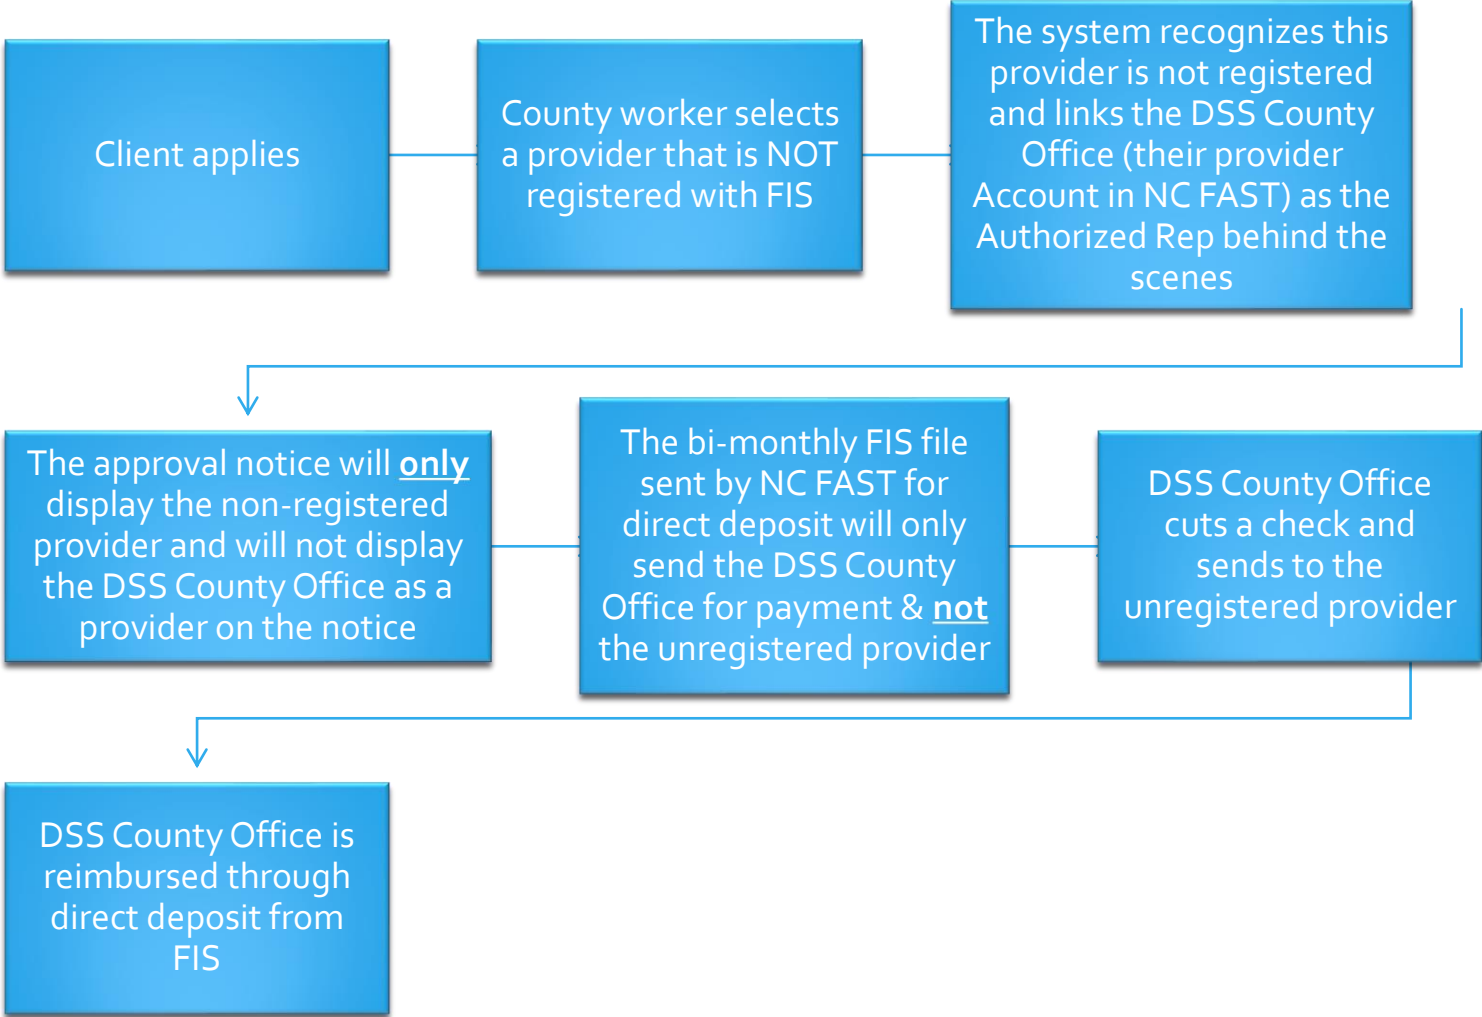 Client applies
County worker selects
a provider that is NOT
registered with FIS
The system recognizes this
provider is not registered
and links the DSS County
Office (their provider
Account in NC FAST) as the
Authorized Rep behind the
scenes
The approval notice will only
display the non-registered
provider and will not display
the DSS County Office as a
provider on the notice
The bi-monthly FIS file
sent by NC FAST for
direct deposit will only
send the DSS County
Office for payment & not
the unregistered provider
DSS County Office
cuts a check and
sends to the
unregistered provider
DSS County Office is
reimbursed through
direct deposit from
FIS